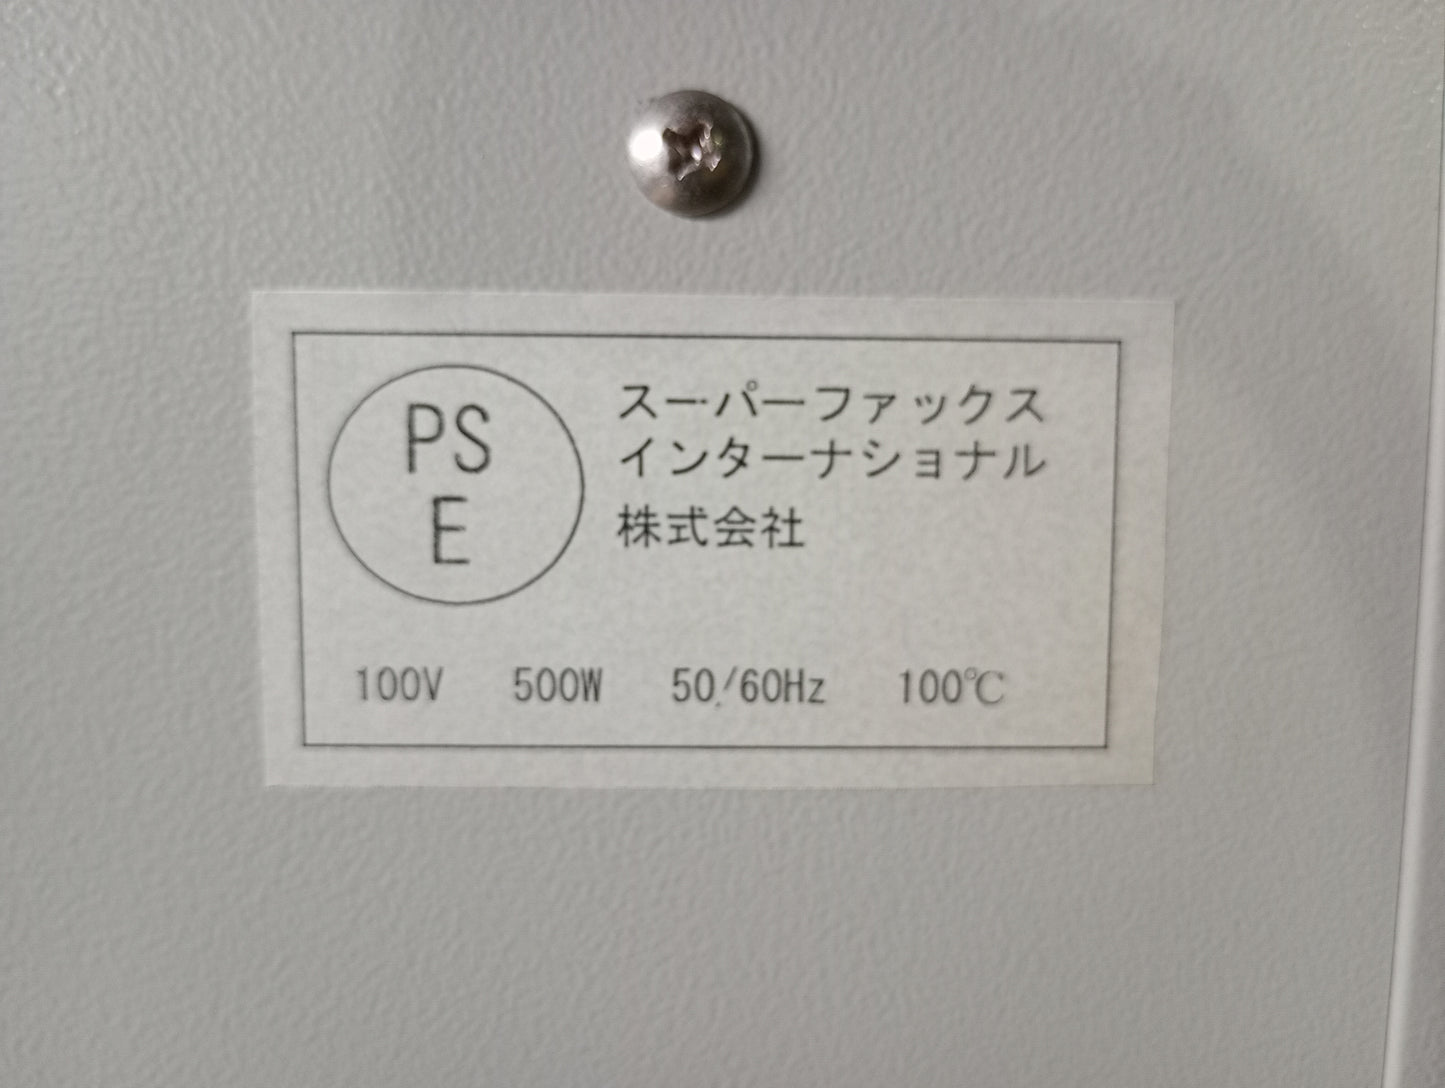 PS
E
スーパーファックス
インターナショナル
株式会社
100V 500W 50/60Hz 100℃